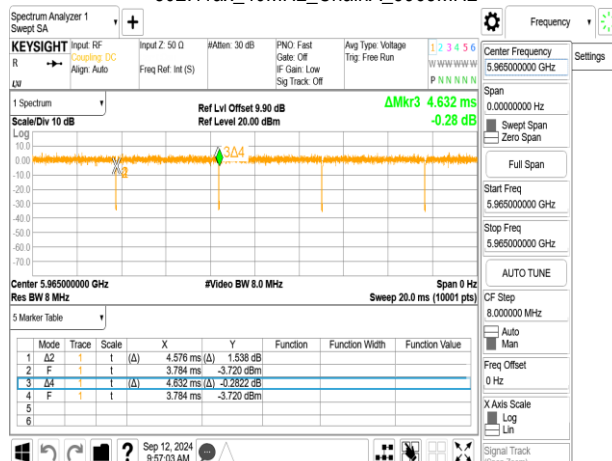 Spectrum Analyzer 1
Swept SA
Frequency
Settings
KEYSIGHT
R
Input: RF
Coupling: DC
Align: Auto
Input Z: 50 Ω
Freq Ref: Int (S)
#Atten: 30 dB
PNO: Fast
Gate: Off
IF Gain: Low
Sig Track: Off
Avg Type: Voltage
Trig: Free Run
1 2 3 4 5 6
W W W W W W
P N N N N N
1 Spectrum
Scale/Div 10 dB
Ref Lvl Offset 9.90 dB
Ref Level 20.00 dBm
ΔMkr3 4.632 ms
-0.28 dB
Log
10.0
0.00
-10.0
-20.0
-30.0
-40.0
-50.0
-60.0
-70.0
3Δ4
Center 5.965000000 GHz
Res BW 8 MHz
#Video BW 8.0 MHz
Span 0 Hz
Sweep 20.0 ms (10001 pts)
5 Marker Table
Mode Trace Scale X Y Function Function Width Function Value
1 Δ2 1 t (Δ) 4.576 ms (Δ) 1.538 dB
2 F 1 t 3.784 ms -3.720 dBm
3 Δ4 1 t (Δ) 4.632 ms (Δ) -0.2822 dB
4 F 1 t 3.784 ms -3.720 dBm
5
6
Sep 12, 2024
9:57:03 AM
Center Frequency
5.965000000 GHz
Span
0.00000000 Hz
Swept Span
Zero Span
Full Span
Start Freq
5.965000000 GHz
Stop Freq
5.965000000 GHz
AUTO TUNE
CF Step
8.000000 MHz
Auto
Man
Freq Offset
0 Hz
X Axis Scale
Log
Lin
Signal Track